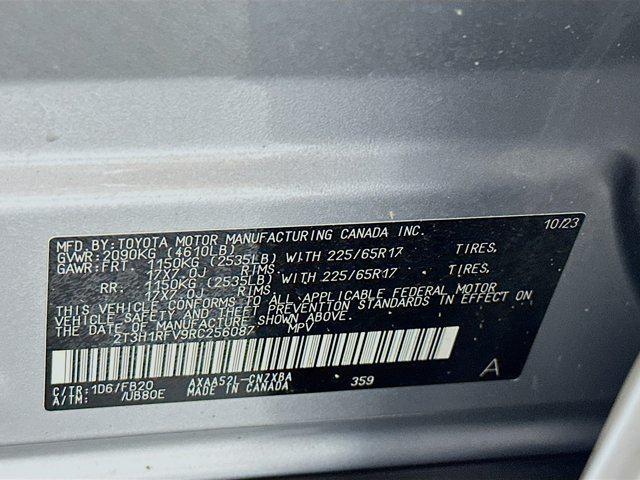 MFD.BY: TOYOTA MOTOR MANUFACTURING CANADA INC. 10/23
GVWR: 2090KG (4610LB)
GAWR: FRT 1150KG (2535LB) WITH 225/65R17 TIRES,
17X7.0J RIMS.
RR. 1150KG (2535LB) WITH 225/65R17 TIRES,
17X7.0J RIMS
THIS VEHICLE CONFORMS TO ALL APPLICABLE FEDERAL MOTOR
VEHICLE SAFETY AND THEFT PREVENTION STANDARDS IN EFFECT ON
THE DATE OF MANUFACTURE SHOWN ABOVE.
2T3H1RFV9RC256087 MPV
C/TR: 1D6/FB20 AXAA52L-CNZXBA 359 A
A/TM: /UB80E MADE IN CANADA